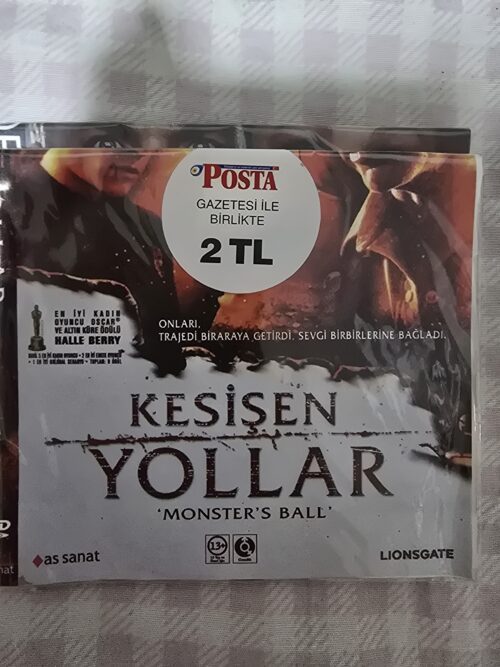 POSTA
GAZETESİ İLE
BİRLİKTE
2 TL
EN İYİ KADIN
OYUNCU OSCAR®
VE ALTIN KÜRE ÖDÜLÜ
HALLE BERRY
ONLARI,
TRAJEDİ BİRARAYA GETİRDİ, SEVGİ BİRBİRLERİNE BAĞLADI.
KESİŞEN
YOLLAR
'MONSTER'S BALL'
as sanat
13+
LIONSGATE